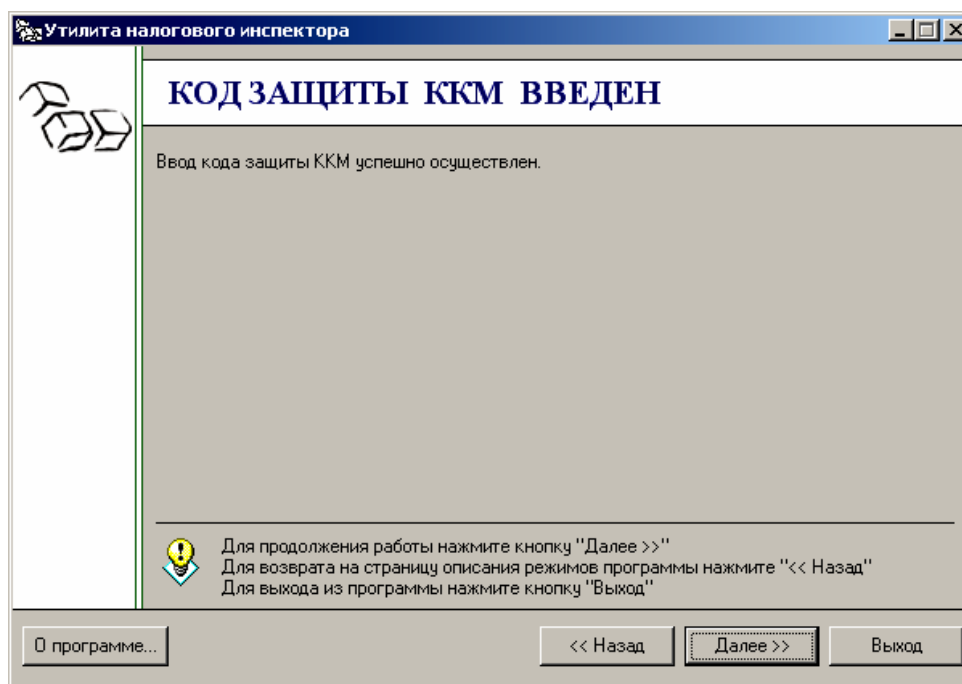 Утилита налогового инспектора
КОД ЗАЩИТЫ ККМ ВВЕДЕН
Ввод кода защиты ККМ успешно осуществлен.
Для продолжения работы нажмите кнопку "Далее >>"
Для возврата на страницу описания режимов программы нажмите "<< Назад"
Для выхода из программы нажмите кнопку "Выход"
О программе...
<< Назад
Далее >>
Выход